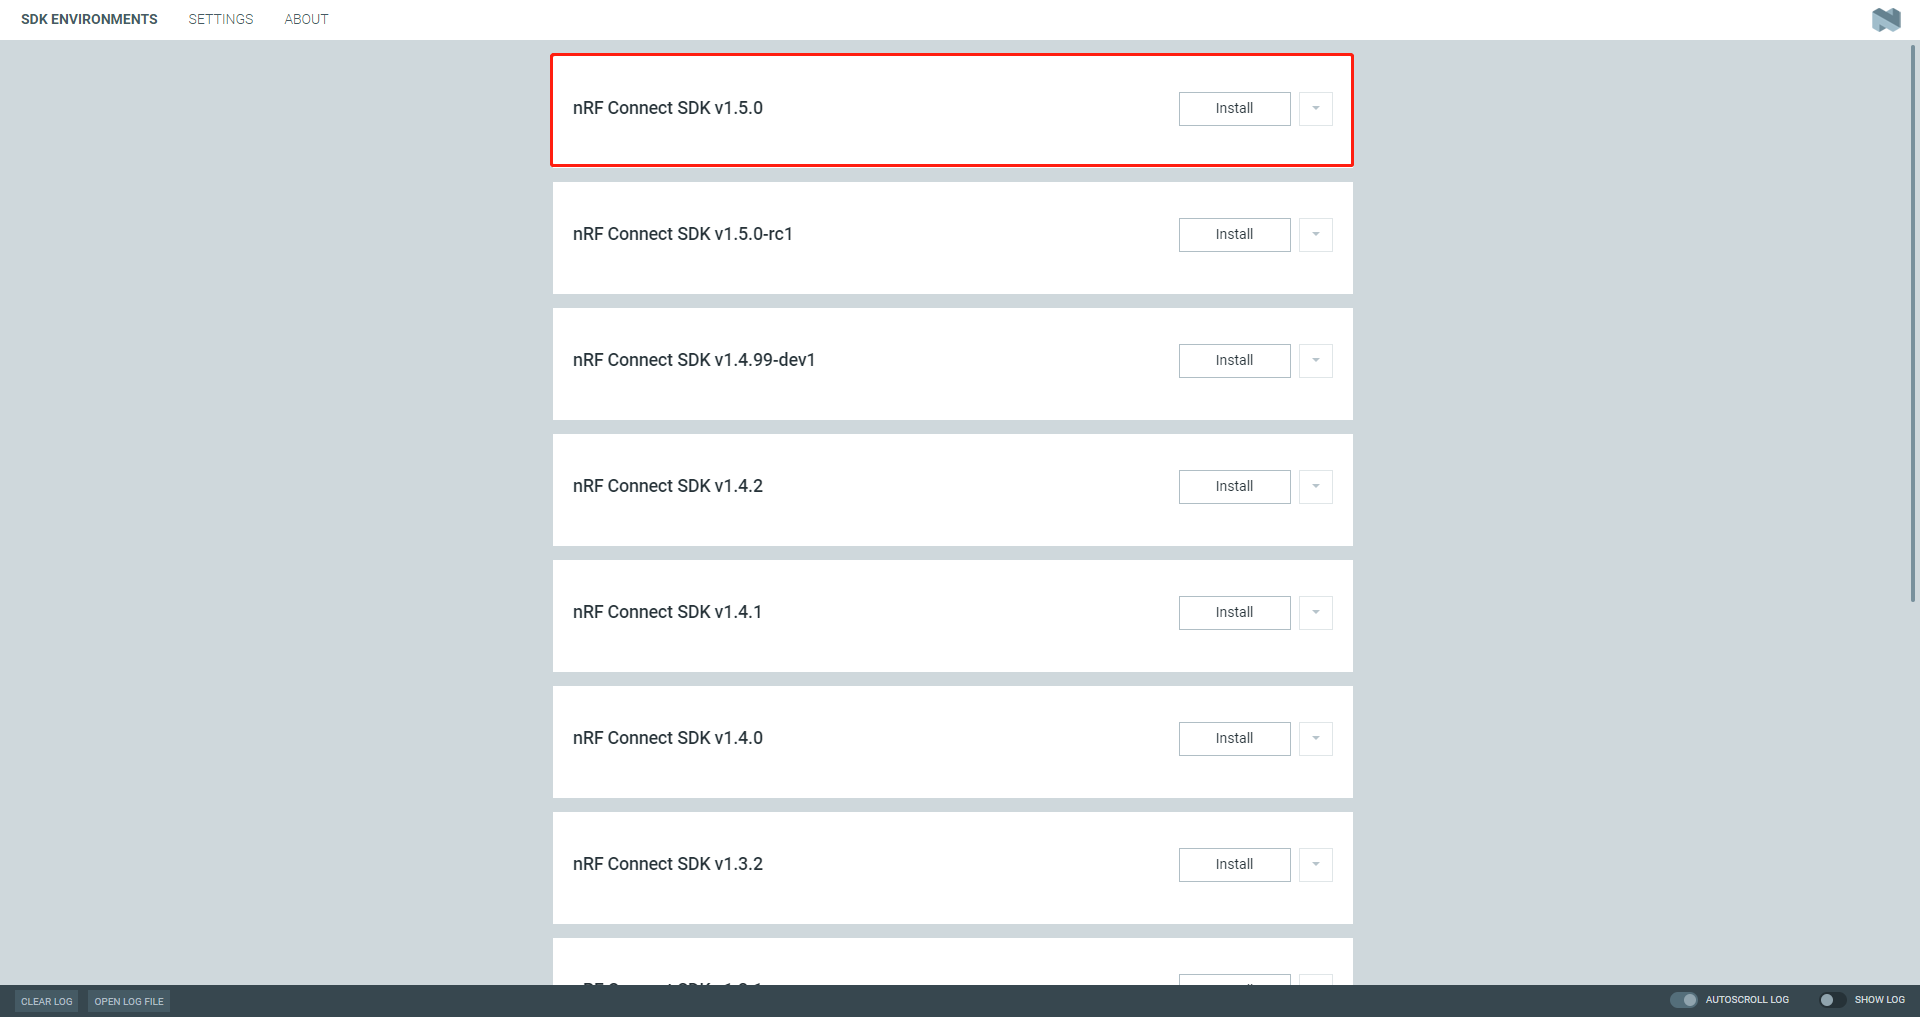 SDK ENVIRONMENTS SETTINGS ABOUT
nRF Connect SDK v1.5.0 Install
nRF Connect SDK v1.5.0-rc1 Install
nRF Connect SDK v1.4.99-dev1 Install
nRF Connect SDK v1.4.2 Install
nRF Connect SDK v1.4.1 Install
nRF Connect SDK v1.4.0 Install
nRF Connect SDK v1.3.2 Install
CLEAR LOG OPEN LOG FILE AUTOSCROLL LOG SHOW LOG